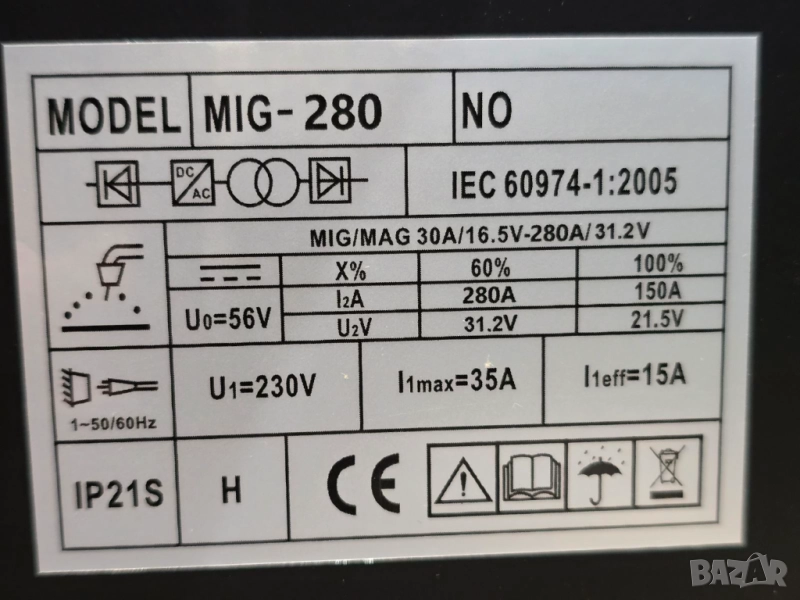 MODEL MIG-280 NO
DC
AC
IEC 60974-1:2005
MIG/MAG 30A/16.5V-280A/31.2V
X% 60% 100%
U0=56V
I2A 280A 150A
U2V 31.2V 21.5V
1~50/60Hz
U1=230V I1max=35A I1eff=15A
IP21S H CE
!
BAZAR